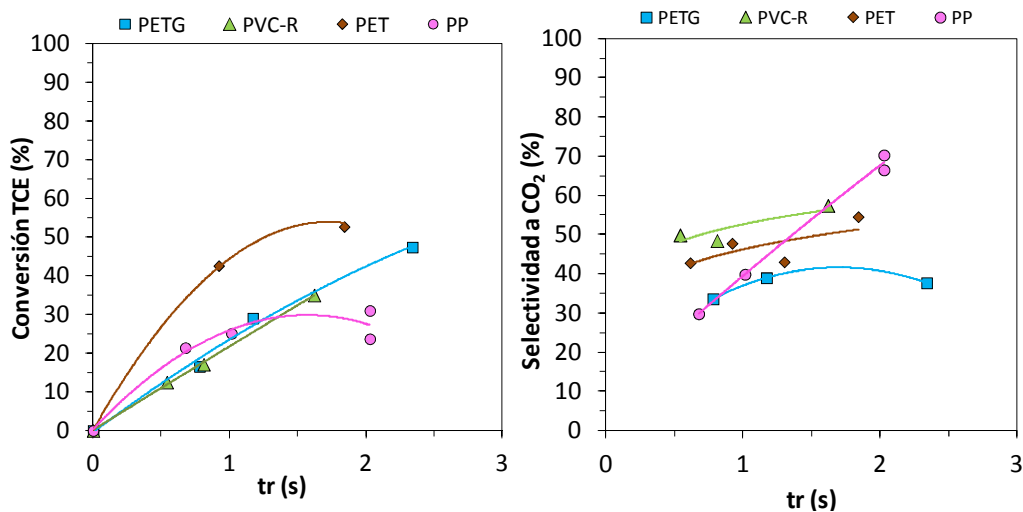 PETG PVC-R PET PP
Conversión TCE (%)
100
90
80
70
60
50
40
30
20
10
0
0 1 2 3
tr (s)
PETG PVC-R PET PP
Selectividad a CO₂ (%)
100
90
80
70
60
50
40
30
20
10
0
0 1 2 3
tr (s)